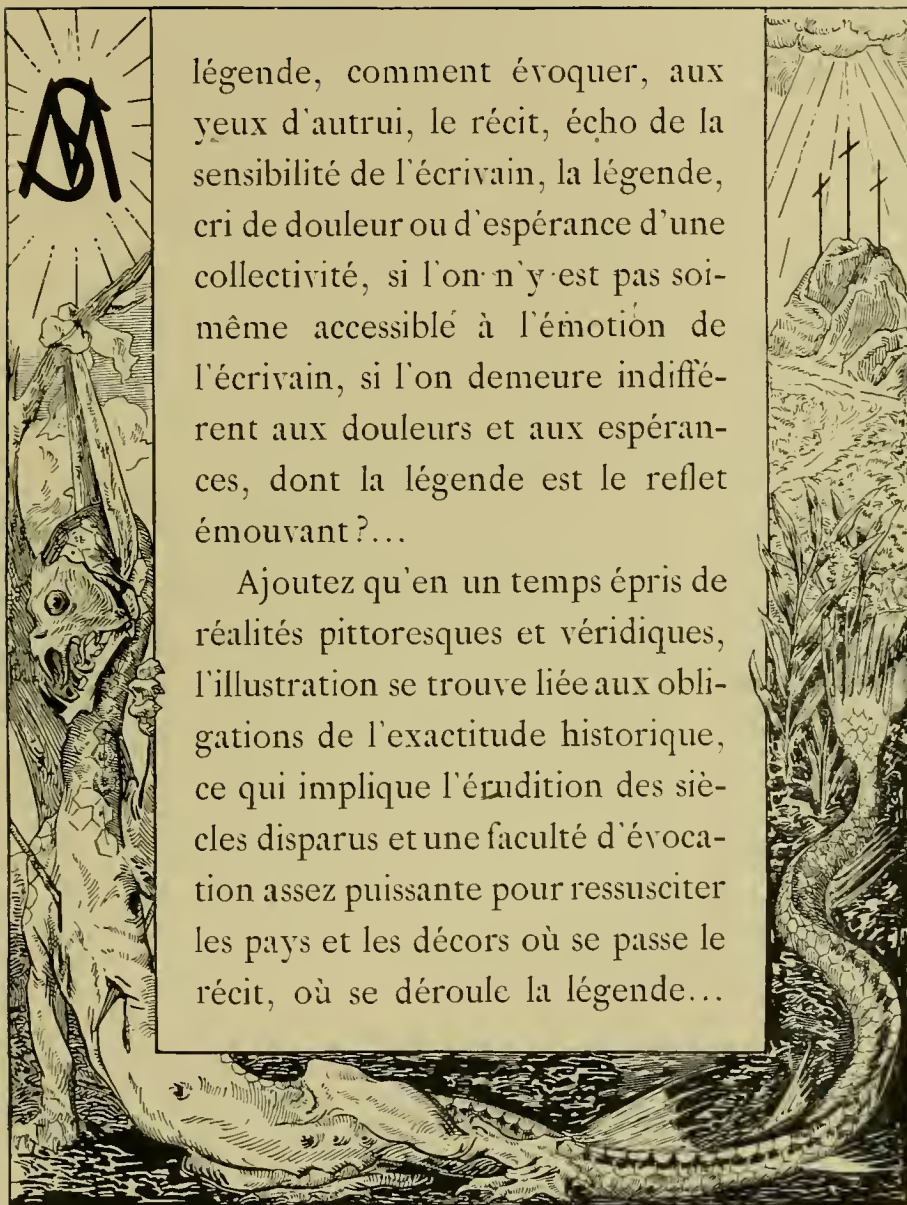 légende, comment évoquer, aux
yeux d'autrui, le récit, écho de la
sensibilité de l'écrivain, la légende,
cri de douleur ou d'espérance d'une
collectivité, si l'on n'y est pas soi-
même accessible à l'émotion de
l'écrivain, si l'on demeure indiffé-
rent aux douleurs et aux espéran-
ces, dont la légende est le reflet
émouvant ?...
Ajoutez qu'en un temps épris de
réalités pittoresques et véridiques,
l'illustration se trouve liée aux obli-
gations de l'exactitude historique,
ce qui implique l'érudition des siè-
cles disparus et une faculté d'évoca-
tion assez puissante pour ressusciter
les pays et les décors où se passe le
récit, où se déroule la légende...